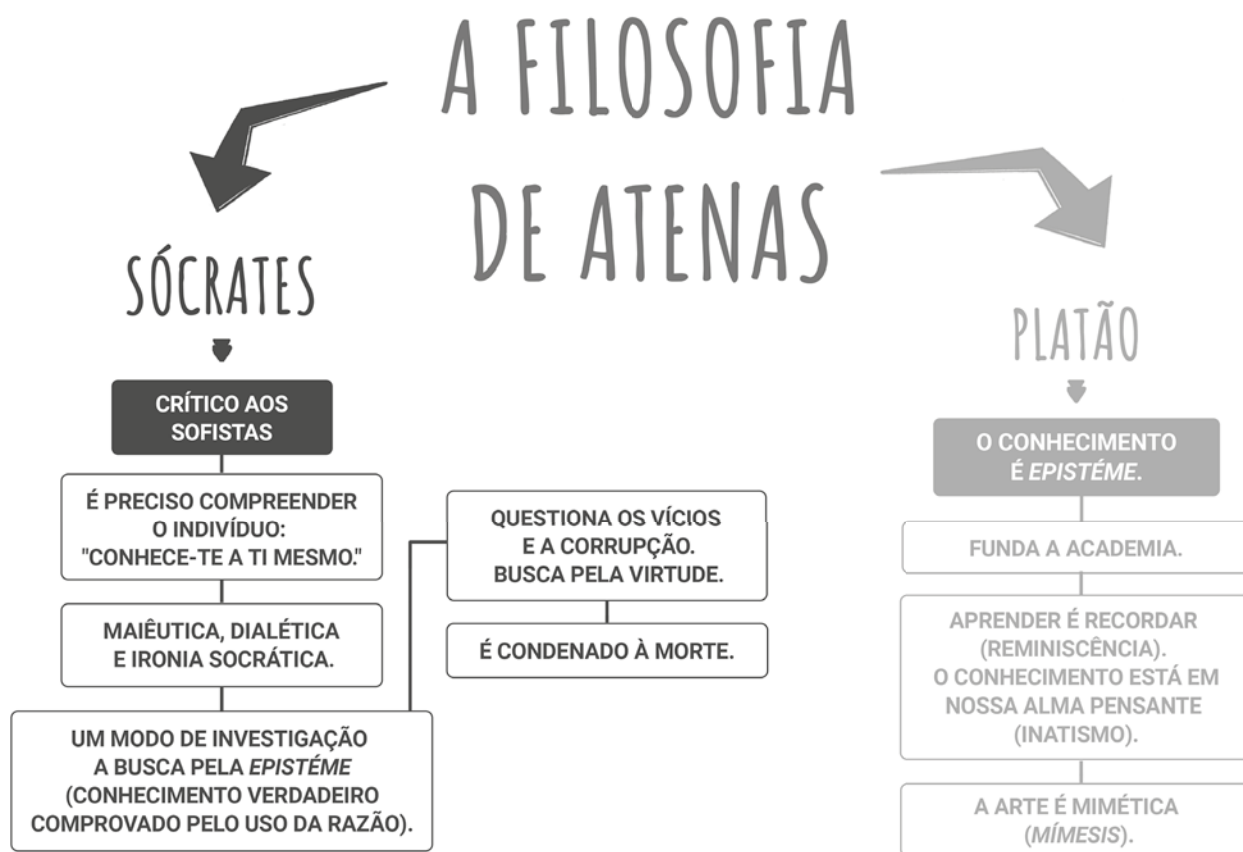 A FILOSOFIA
DE ATENAS
SÓCRATES
CRÍTICO AOS
SOFISTAS
É PRECISO COMPREENDER
O INDIVÍDUO:
"CONHECE-TE A TI MESMO."
MAIÊUTICA, DIALÉTICA
E IRONIA SOCRÁTICA.
UM MODO DE INVESTIGAÇÃO
A BUSCA PELA EPISTÉME
(CONHECIMENTO VERDADEIRO
COMPROVADO PELO USO DA RAZÃO).
QUESTIONA OS VÍCIOS
E A CORRUPÇÃO.
BUSCA PELA VIRTUDE.
É CONDENADO À MORTE.
PLATÃO
O CONHECIMENTO
É EPISTÉME.
FUNDA A ACADEMIA.
APRENDER É RECORDAR
(REMINISCÊNCIA).
O CONHECIMENTO ESTÁ EM
NOSSA ALMA PENSANTE
(INATISMO).
A ARTE É MIMÉTICA
(MÍMESIS).